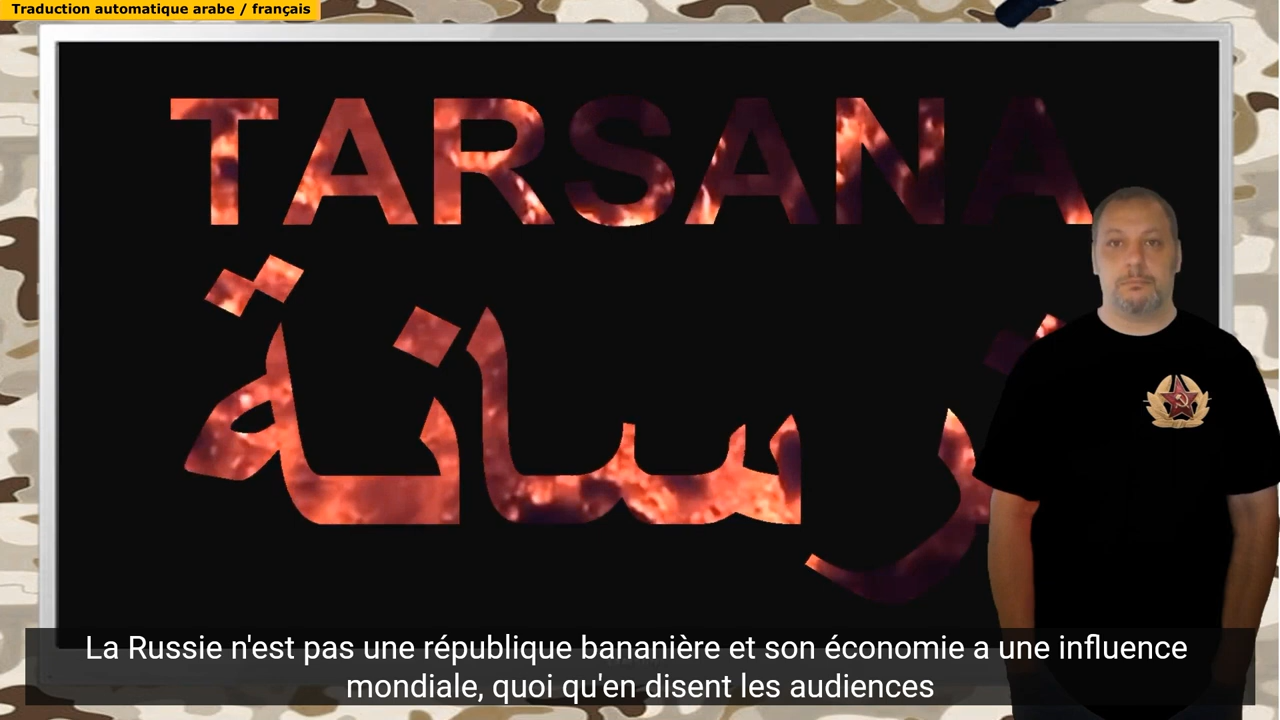 Traduction automatique arabe / français
TARSANA
ترسانة
La Russie n'est pas une république bananière et son économie a une influence
mondiale, quoi qu'en disent les audiences